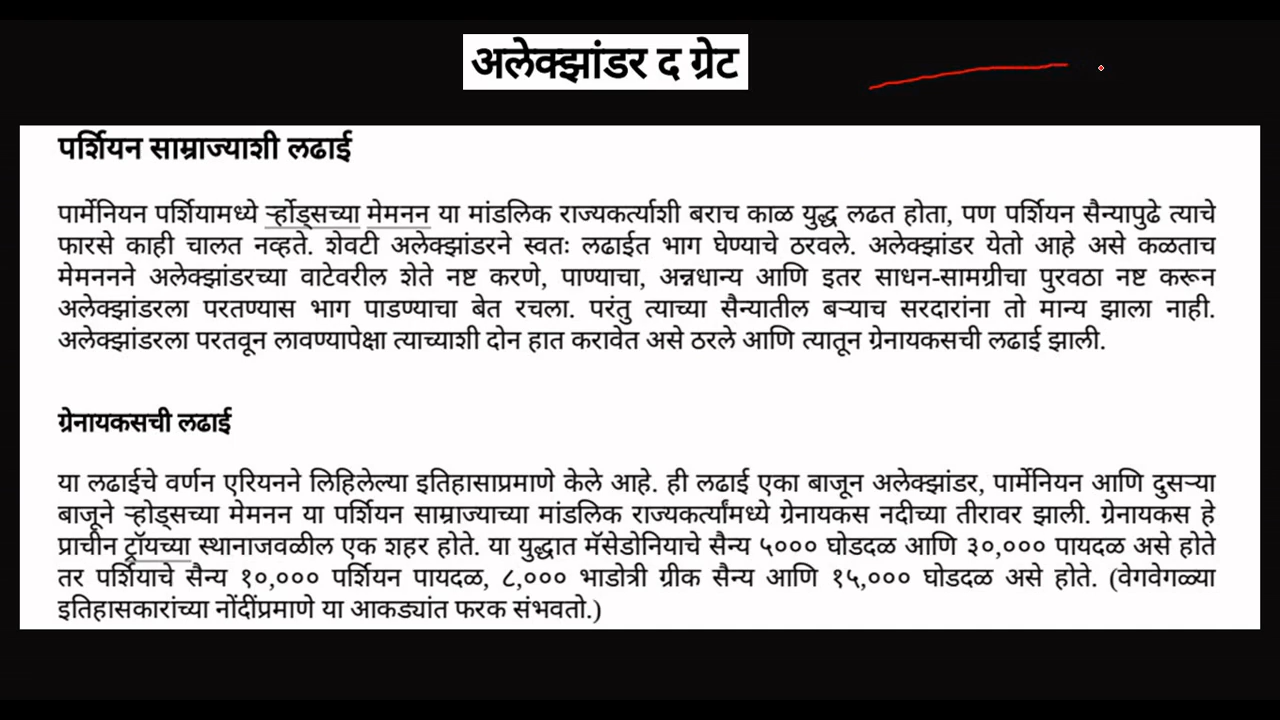 अलेक्झांडर द ग्रेट
पर्शियन साम्राज्याशी लढाई
पार्मेनियन पर्शियामध्ये ऱ्होड्सच्या मेमनन या मांडलिक राज्यकर्त्याशी बराच काळ युद्ध लढत होता, पण पर्शियन सैन्यापुढे त्याचे
फारसे काही चालत नव्हते. शेवटी अलेक्झांडरने स्वतः लढाईत भाग घेण्याचे ठरवले. अलेक्झांडर येतो आहे असे कळताच
मेमननने अलेक्झांडरच्या वाटेवरील शेते नष्ट करणे, पाण्याचा, अन्नधान्य आणि इतर साधन-सामग्रीचा पुरवठा नष्ट करून
अलेक्झांडरला परतण्यास भाग पाडण्याचा बेत रचला. परंतु त्याच्या सैन्यातील बऱ्याच सरदारांना तो मान्य झाला नाही.
अलेक्झांडरला परतवून लावण्यापेक्षा त्याच्याशी दोन हात करावेत असे ठरले आणि त्यातून ग्रेनायकसची लढाई झाली.
ग्रेनायकसची लढाई
या लढाईचे वर्णन एरियनने लिहिलेल्या इतिहासाप्रमाणे केले आहे. ही लढाई एका बाजून अलेक्झांडर, पार्मेनियन आणि दुसऱ्या
बाजूने ऱ्होड्सच्या मेमनन या पर्शियन साम्राज्याच्या मांडलिक राज्यकर्त्यांमध्ये ग्रेनायकस नदीच्या तीरावर झाली. ग्रेनायकस हे
प्राचीन ट्रॉयच्या स्थानाजवळील एक शहर होते. या युद्धात मॅसेडोनियाचे सैन्य ५००० घोडदळ आणि ३०,००० पायदळ असे होते
तर पर्शियाचे सैन्य १०,००० पर्शियन पायदळ, ८,००० भाडोत्री ग्रीक सैन्य आणि १५,००० घोडदळ असे होते. (वेगवेगळ्या
इतिहासकारांच्या नोंदींप्रमाणे या आकड्यांत फरक संभवतो.)